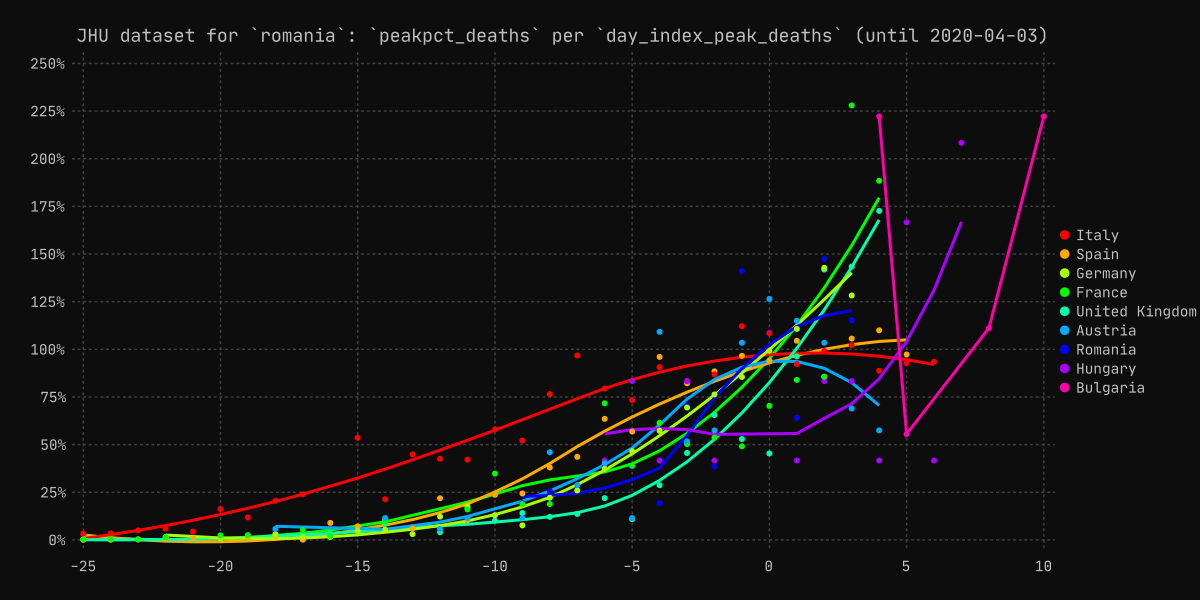 JHU dataset for `romania`: `peakpct_deaths` per `day_index_peak_deaths` (until 2020-04-03)
250%
225%
200%
175%
150%
125%
100%
75%
50%
25%
0%
-25
-20
-15
-10
-5
0
5
10
Italy
Spain
Germany
France
United Kingdom
Austria
Romania
Hungary
Bulgaria